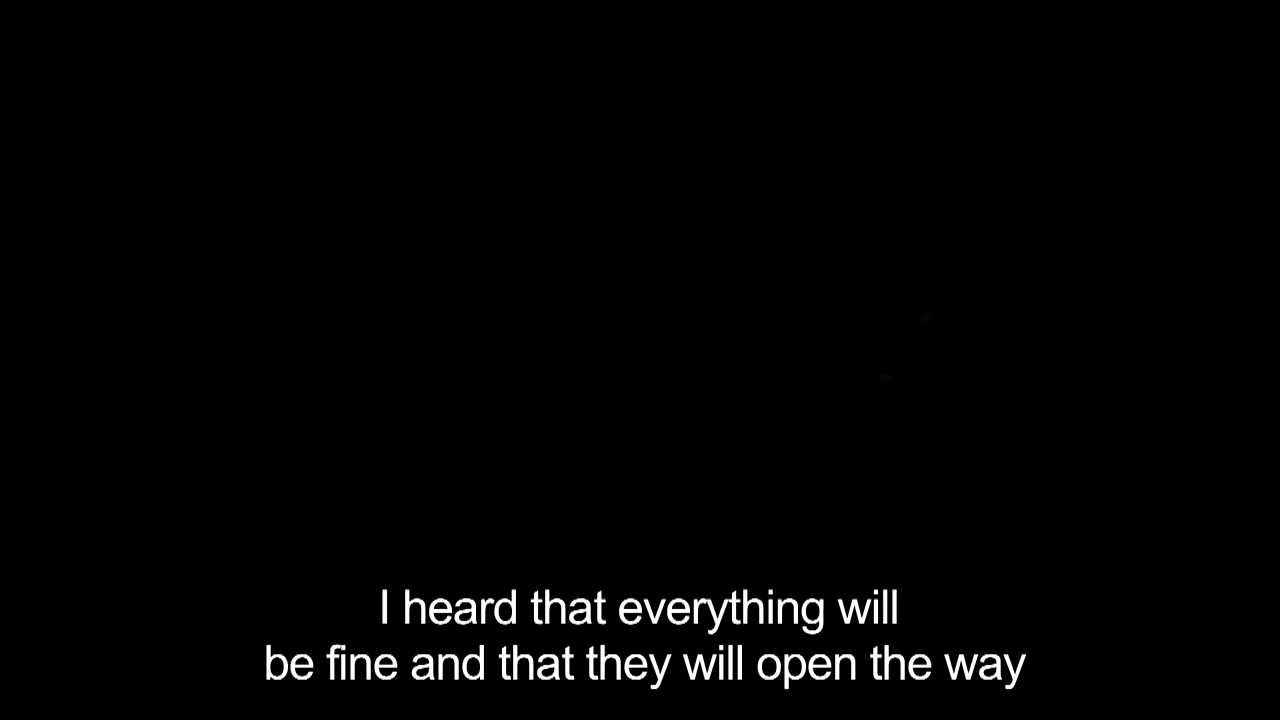 I heard that everything will
be fine and that they will open the way